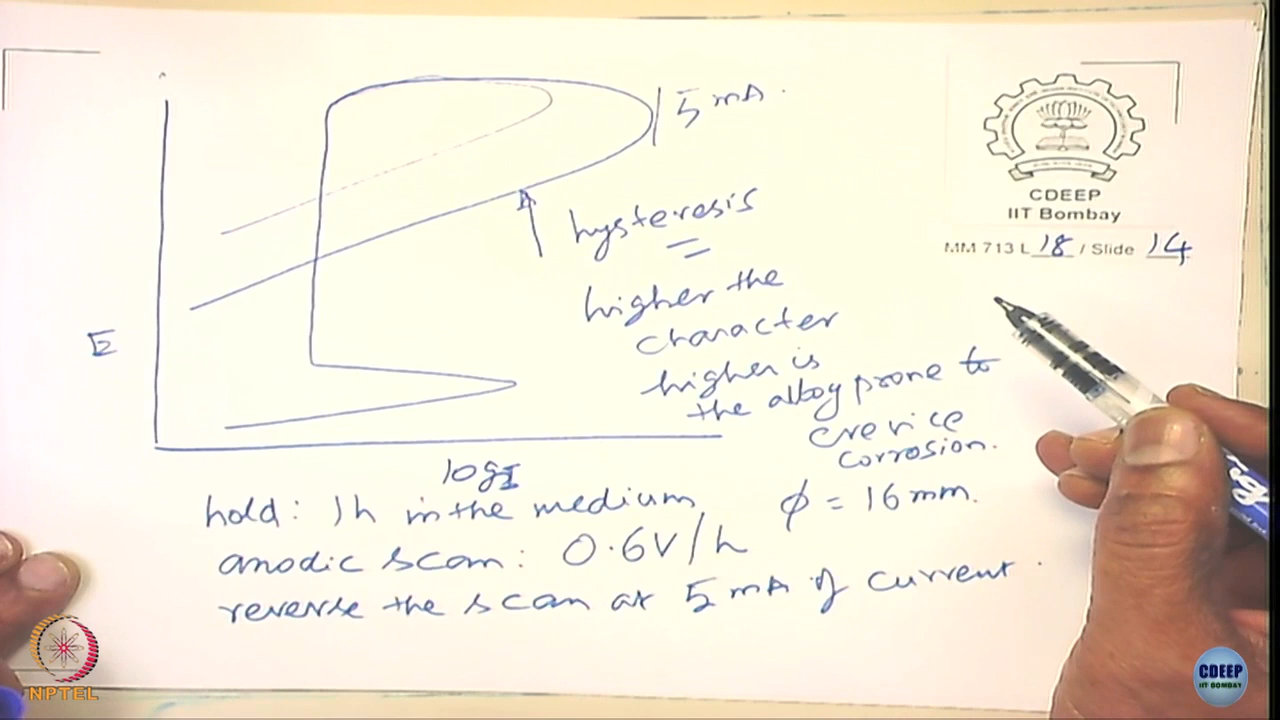 5 mA.
hysteresis
higher the
character
higher is
the alloy prone to
crevice
corrosion.
E
log I
hold: 1h in the medium
φ = 16 mm.
anodic scan: 0.6V/h
reverse the scan at 5 mA of current.
CDEEP
IIT Bombay
MM 713 L 18 / Slide 14
NPTEL
CDEEP
IIT BOMBAY